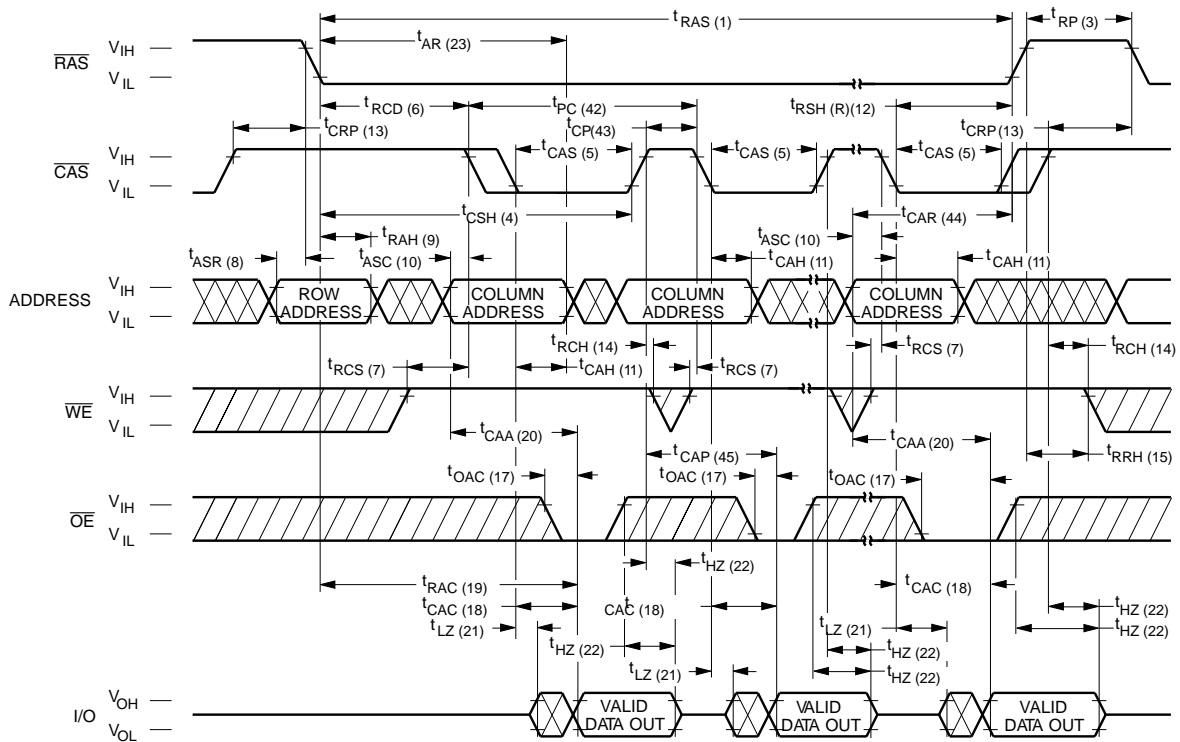 tRAS (1)
tRP (3)
tAR (23)
RAS
VIH
VIL
tRCD (6)
tPC (42)
tRSH (R)(12)
tCRP (13)
tCP(43)
tCRP (13)
CAS
VIH
VIL
tCAS (5)
tCAS (5)
tCAS (5)
tCSH (4)
tCAR (44)
tRAH (9)
tASC (10)
tASR (8)
tASC (10)
tCAH (11)
tCAH (11)
ADDRESS
VIH
VIL
ROW
ADDRESS
COLUMN
ADDRESS
COLUMN
ADDRESS
COLUMN
ADDRESS
tRCH (14)
tRCS (7)
tRCH (14)
tRCS (7)
tCAH (11)
tRCS (7)
WE
VIH
VIL
tCAA (20)
tCAA (20)
tCAP (45)
tRRH (15)
tOAC (17)
tOAC (17)
tOAC (17)
OE
VIH
VIL
tHZ (22)
tRAC (19)
tCAC (18)
tCAC (18)
tCAC (18)
tHZ (22)
tLZ (21)
tLZ (21)
tHZ (22)
tHZ (22)
tHZ (22)
tLZ (21)
tHZ (22)
I/O
VOH
VOL
VALID
DATA OUT
VALID
DATA OUT
VALID
DATA OUT